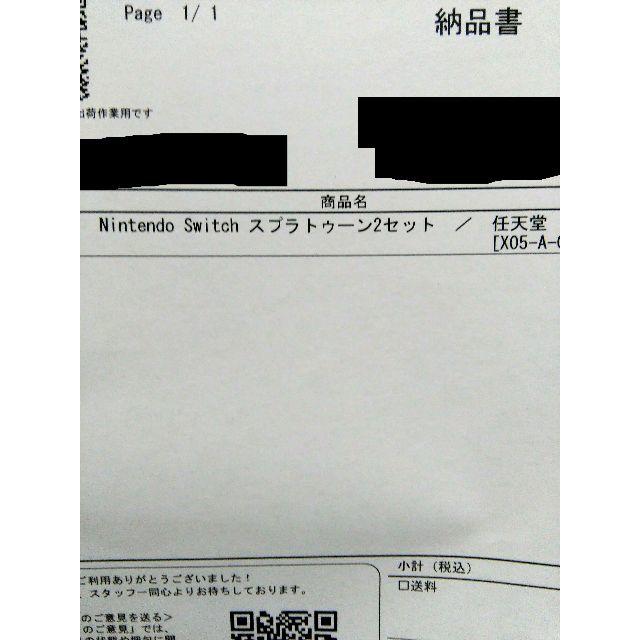 Page 1/ 1
納品書
出荷作業用です
商品名
Nintendo Switch スプラトゥーン2セット ／ 任天堂
[X05-A-
小計（税込）
口送料
ご利用ありがとうございました！
、スタッフ一同心よりお待ちしております。
のご意見を送る>
のご意見」では、